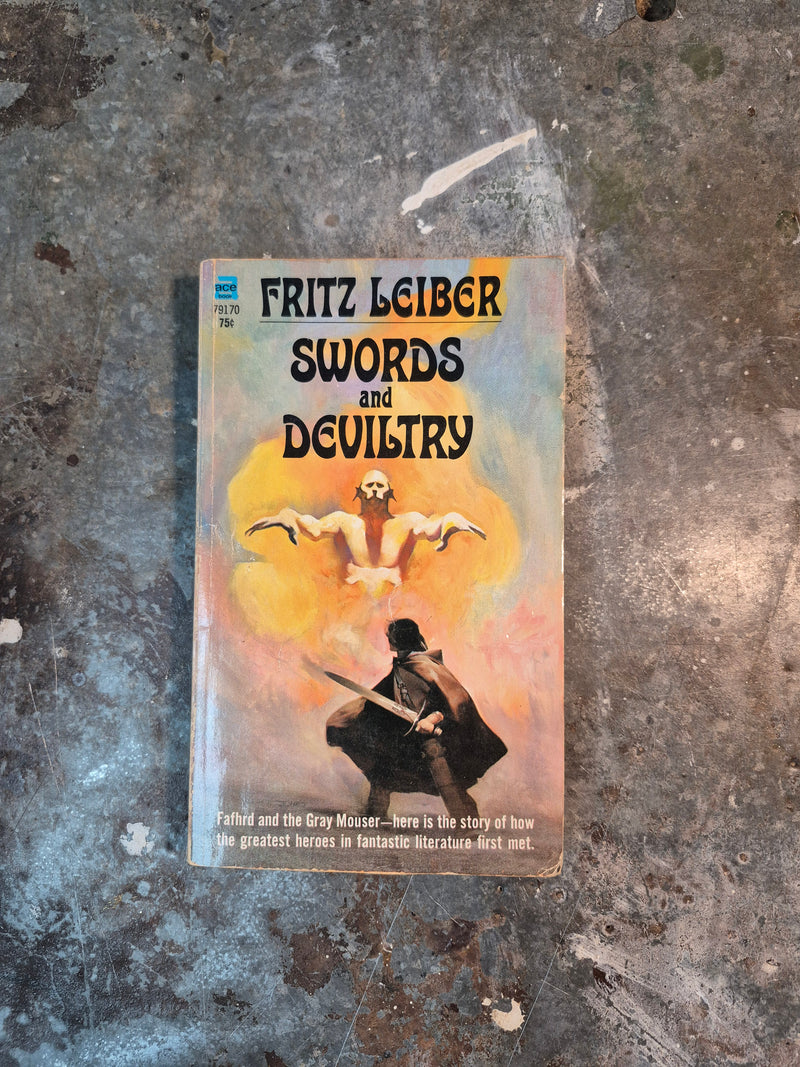 ace
book
79170
75¢
FRITZ LEIBER
SWORDS
and
DEVILTRY
Fafhrd and the Gray Mouser—here is the story of how
the greatest heroes in fantastic literature first met.